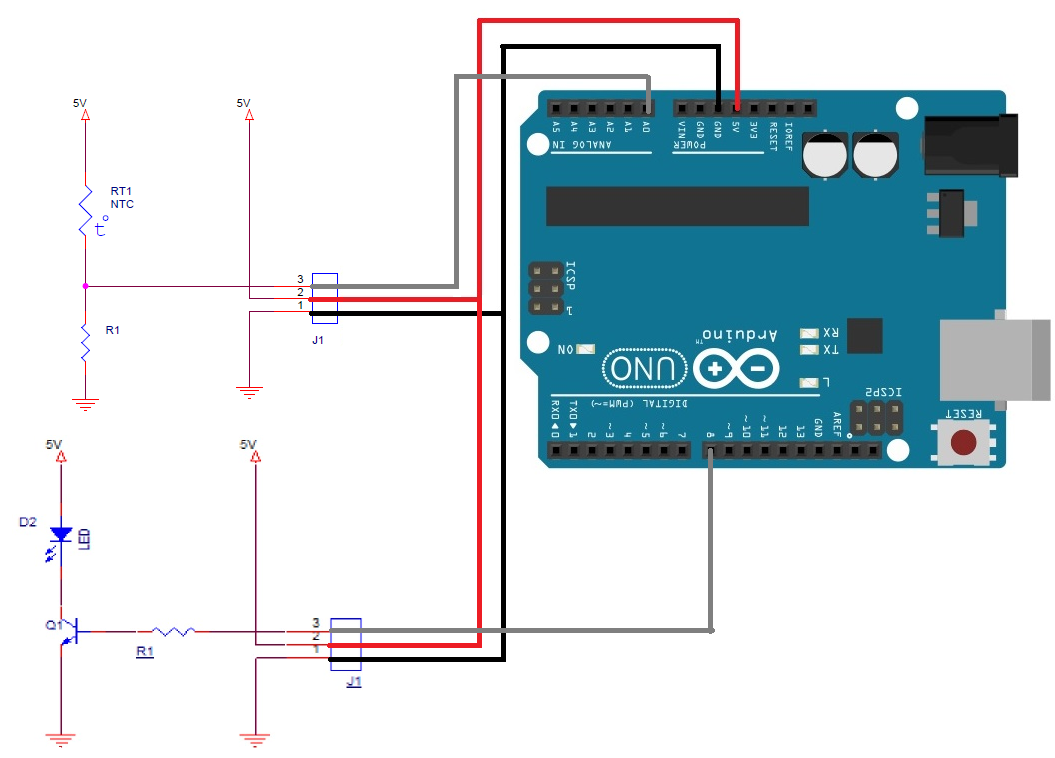 5V
5V
RT1
NTC
t°
3
2
1
R1
J1
5V
5V
D2
LED
Q1
R1
3
2
1
J1
A5
A4
A3
A2
A1
A0
ANALOG IN
VIN
GND
GND
5V
3V3
RESET
IOREF
POWER
ICSP
1
ON
Arduino™
UNO
RX
TX
L
ICSP2
DIGITAL (PWM=~)
RX0◄0
TX0►1
2
~3
4
~5
~6
7
8
~9
~10
~11
12
13
GND
AREF
RESET